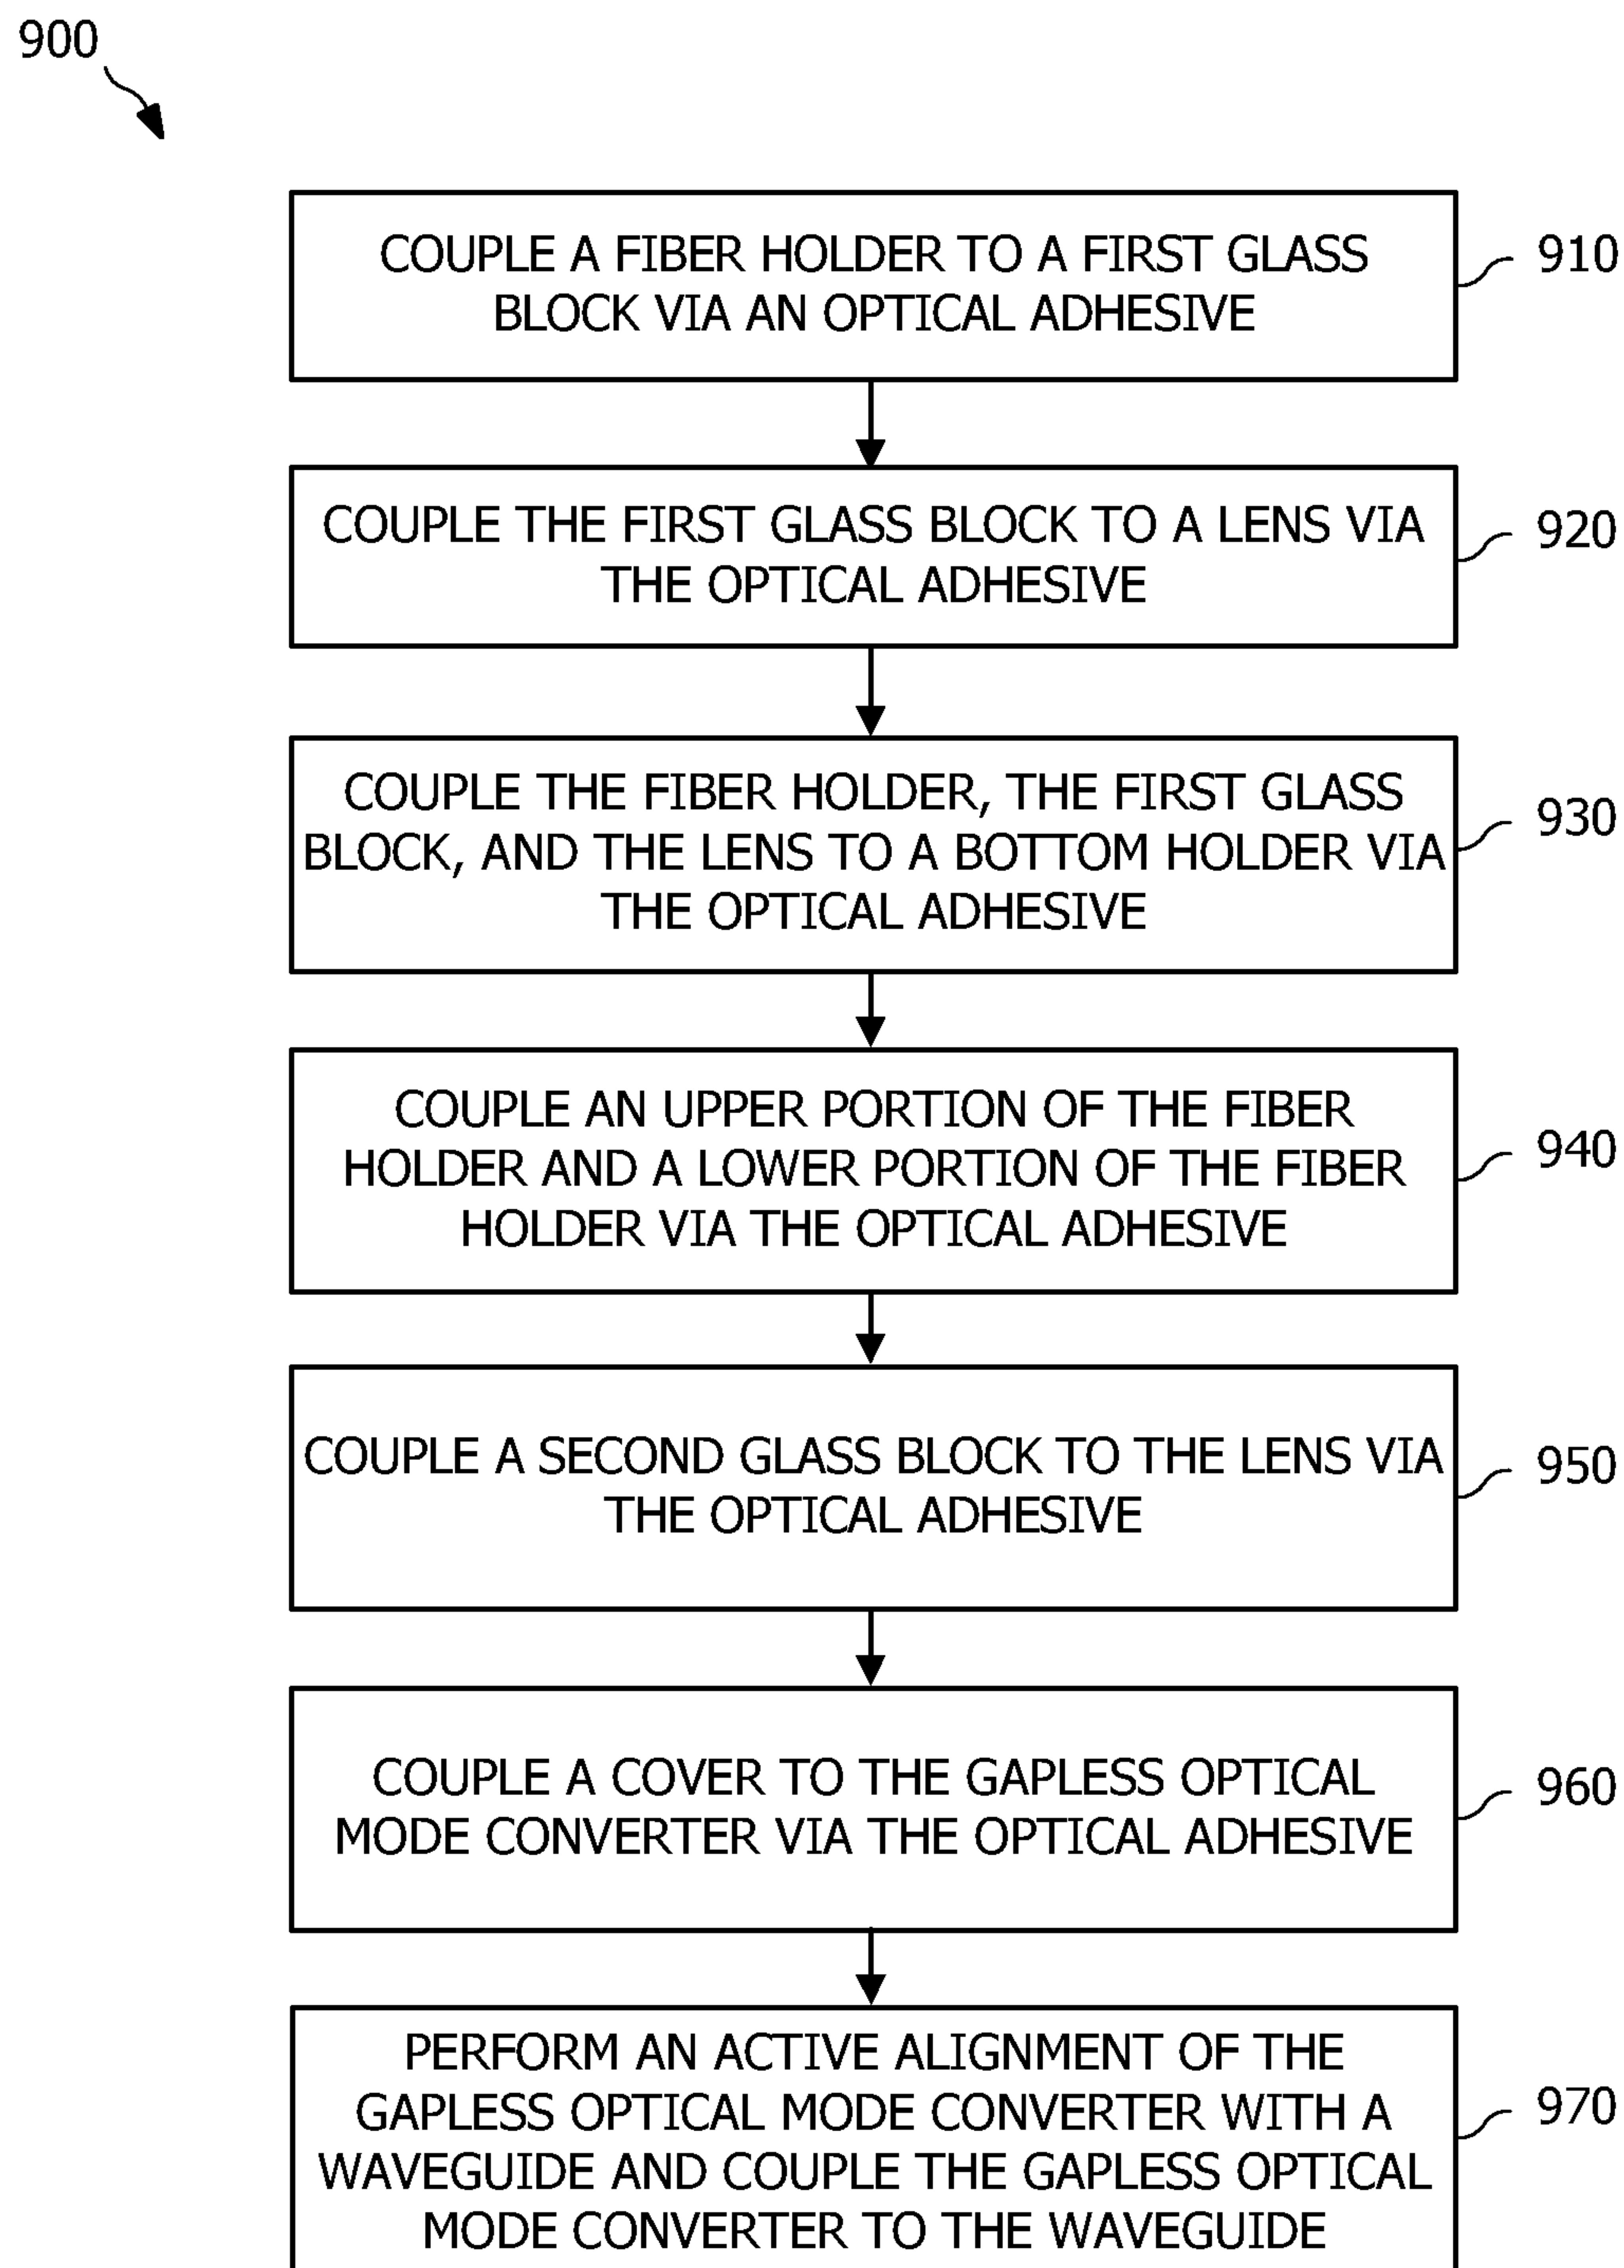 900
COUPLE A FIBER HOLDER TO A FIRST GLASS
BLOCK VIA AN OPTICAL ADHESIVE
910
COUPLE THE FIRST GLASS BLOCK TO A LENS VIA
THE OPTICAL ADHESIVE
920
COUPLE THE FIBER HOLDER, THE FIRST GLASS
BLOCK, AND THE LENS TO A BOTTOM HOLDER VIA
THE OPTICAL ADHESIVE
930
COUPLE AN UPPER PORTION OF THE FIBER
HOLDER AND A LOWER PORTION OF THE FIBER
HOLDER VIA THE OPTICAL ADHESIVE
940
COUPLE A SECOND GLASS BLOCK TO THE LENS VIA
THE OPTICAL ADHESIVE
950
COUPLE A COVER TO THE GAPLESS OPTICAL
MODE CONVERTER VIA THE OPTICAL ADHESIVE
960
PERFORM AN ACTIVE ALIGNMENT OF THE
GAPLESS OPTICAL MODE CONVERTER WITH A
WAVEGUIDE AND COUPLE THE GAPLESS OPTICAL
MODE CONVERTER TO THE WAVEGUIDE
970